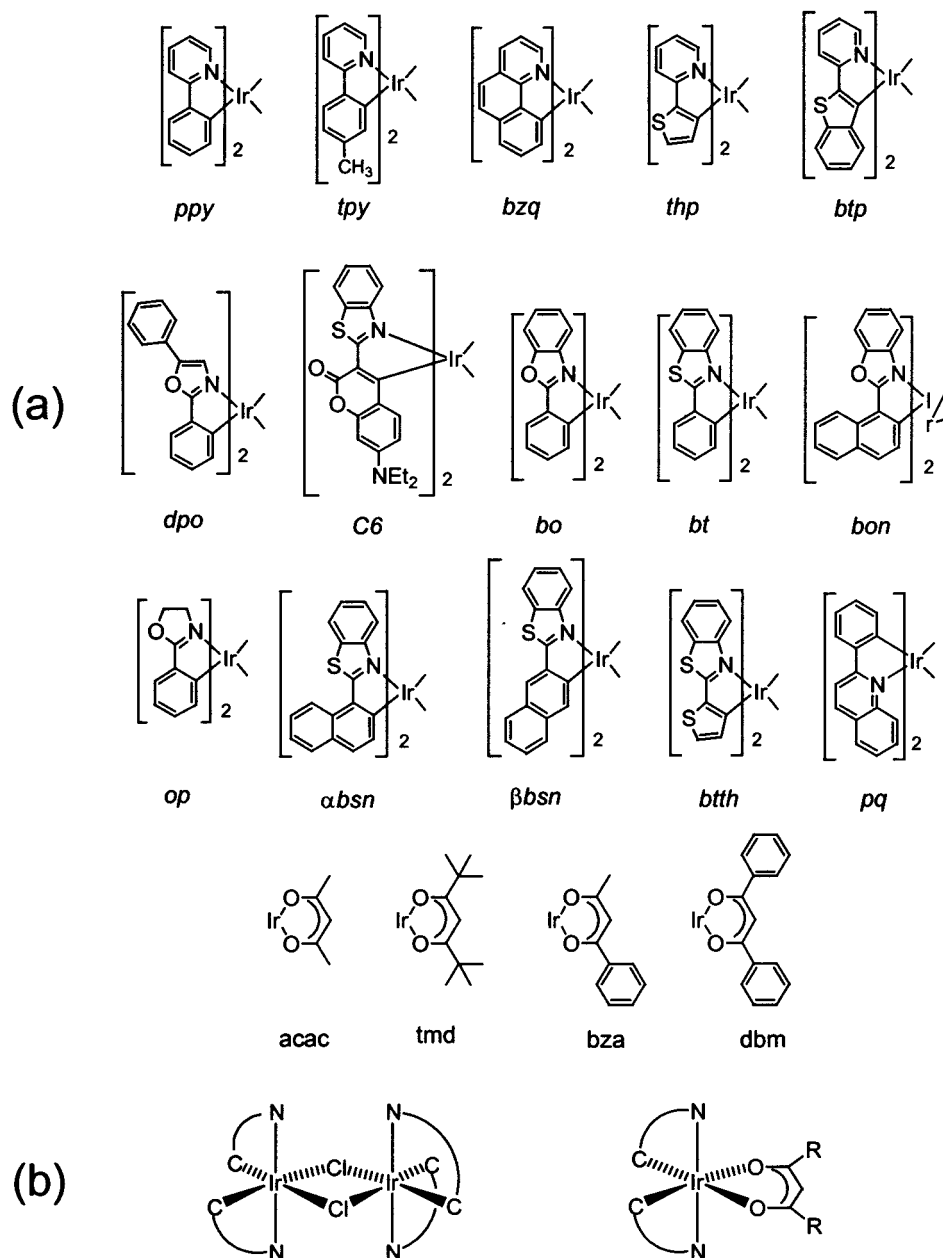 N Ir 2 N Ir 2 N Ir 2 N Ir 2 N Ir 2
S S
CH3
ppy tpy bzq thp btp
(a)
O N Ir 2 S N Ir 2 O N Ir 2 S N Ir 2 O N I r 2
O O
NEt2
dpo C6 bo bt bon
O N Ir 2 S N Ir 2 S N Ir 2 S N Ir 2 Ir N 2
S
op αbsn βbsn btth pq
O O O O
Ir Ir Ir Ir
O O O O
acac tmd bza dbm
(b)
N N N
C Cl C C O R
Ir Ir Ir
C Cl C C O R
N N N